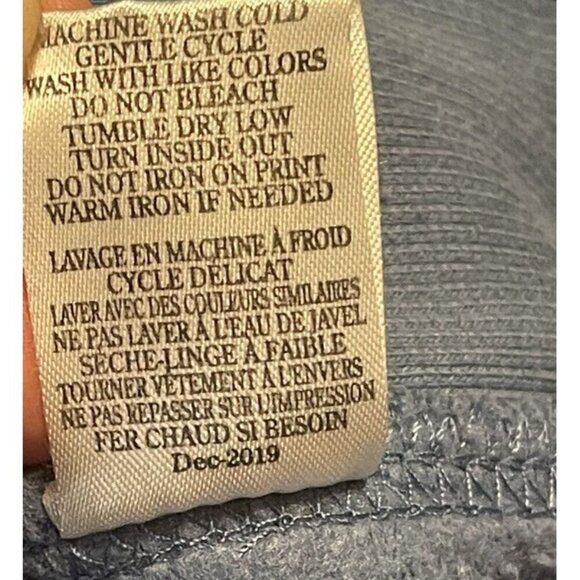 MACHINE WASH COLD
GENTLE CYCLE
WASH WITH LIKE COLORS
DO NOT BLEACH
TUMBLE DRY LOW
TURN INSIDE OUT
DO NOT IRON ON PRINT
WARM IRON IF NEEDED
LAVAGE EN MACHINE À FROID
CYCLE DÉLICAT
LAVER AVEC DES COULEURS SIMILAIRES
NE PAS LAVER À L'EAU DE JAVEL
SÈCHE-LINGE À FAIBLE
TOURNER VÊTEMENT À L'ENVERS
NE PAS REPASSER SUR L'IMPRESSION
FER CHAUD SI BESOIN
Dec-2019